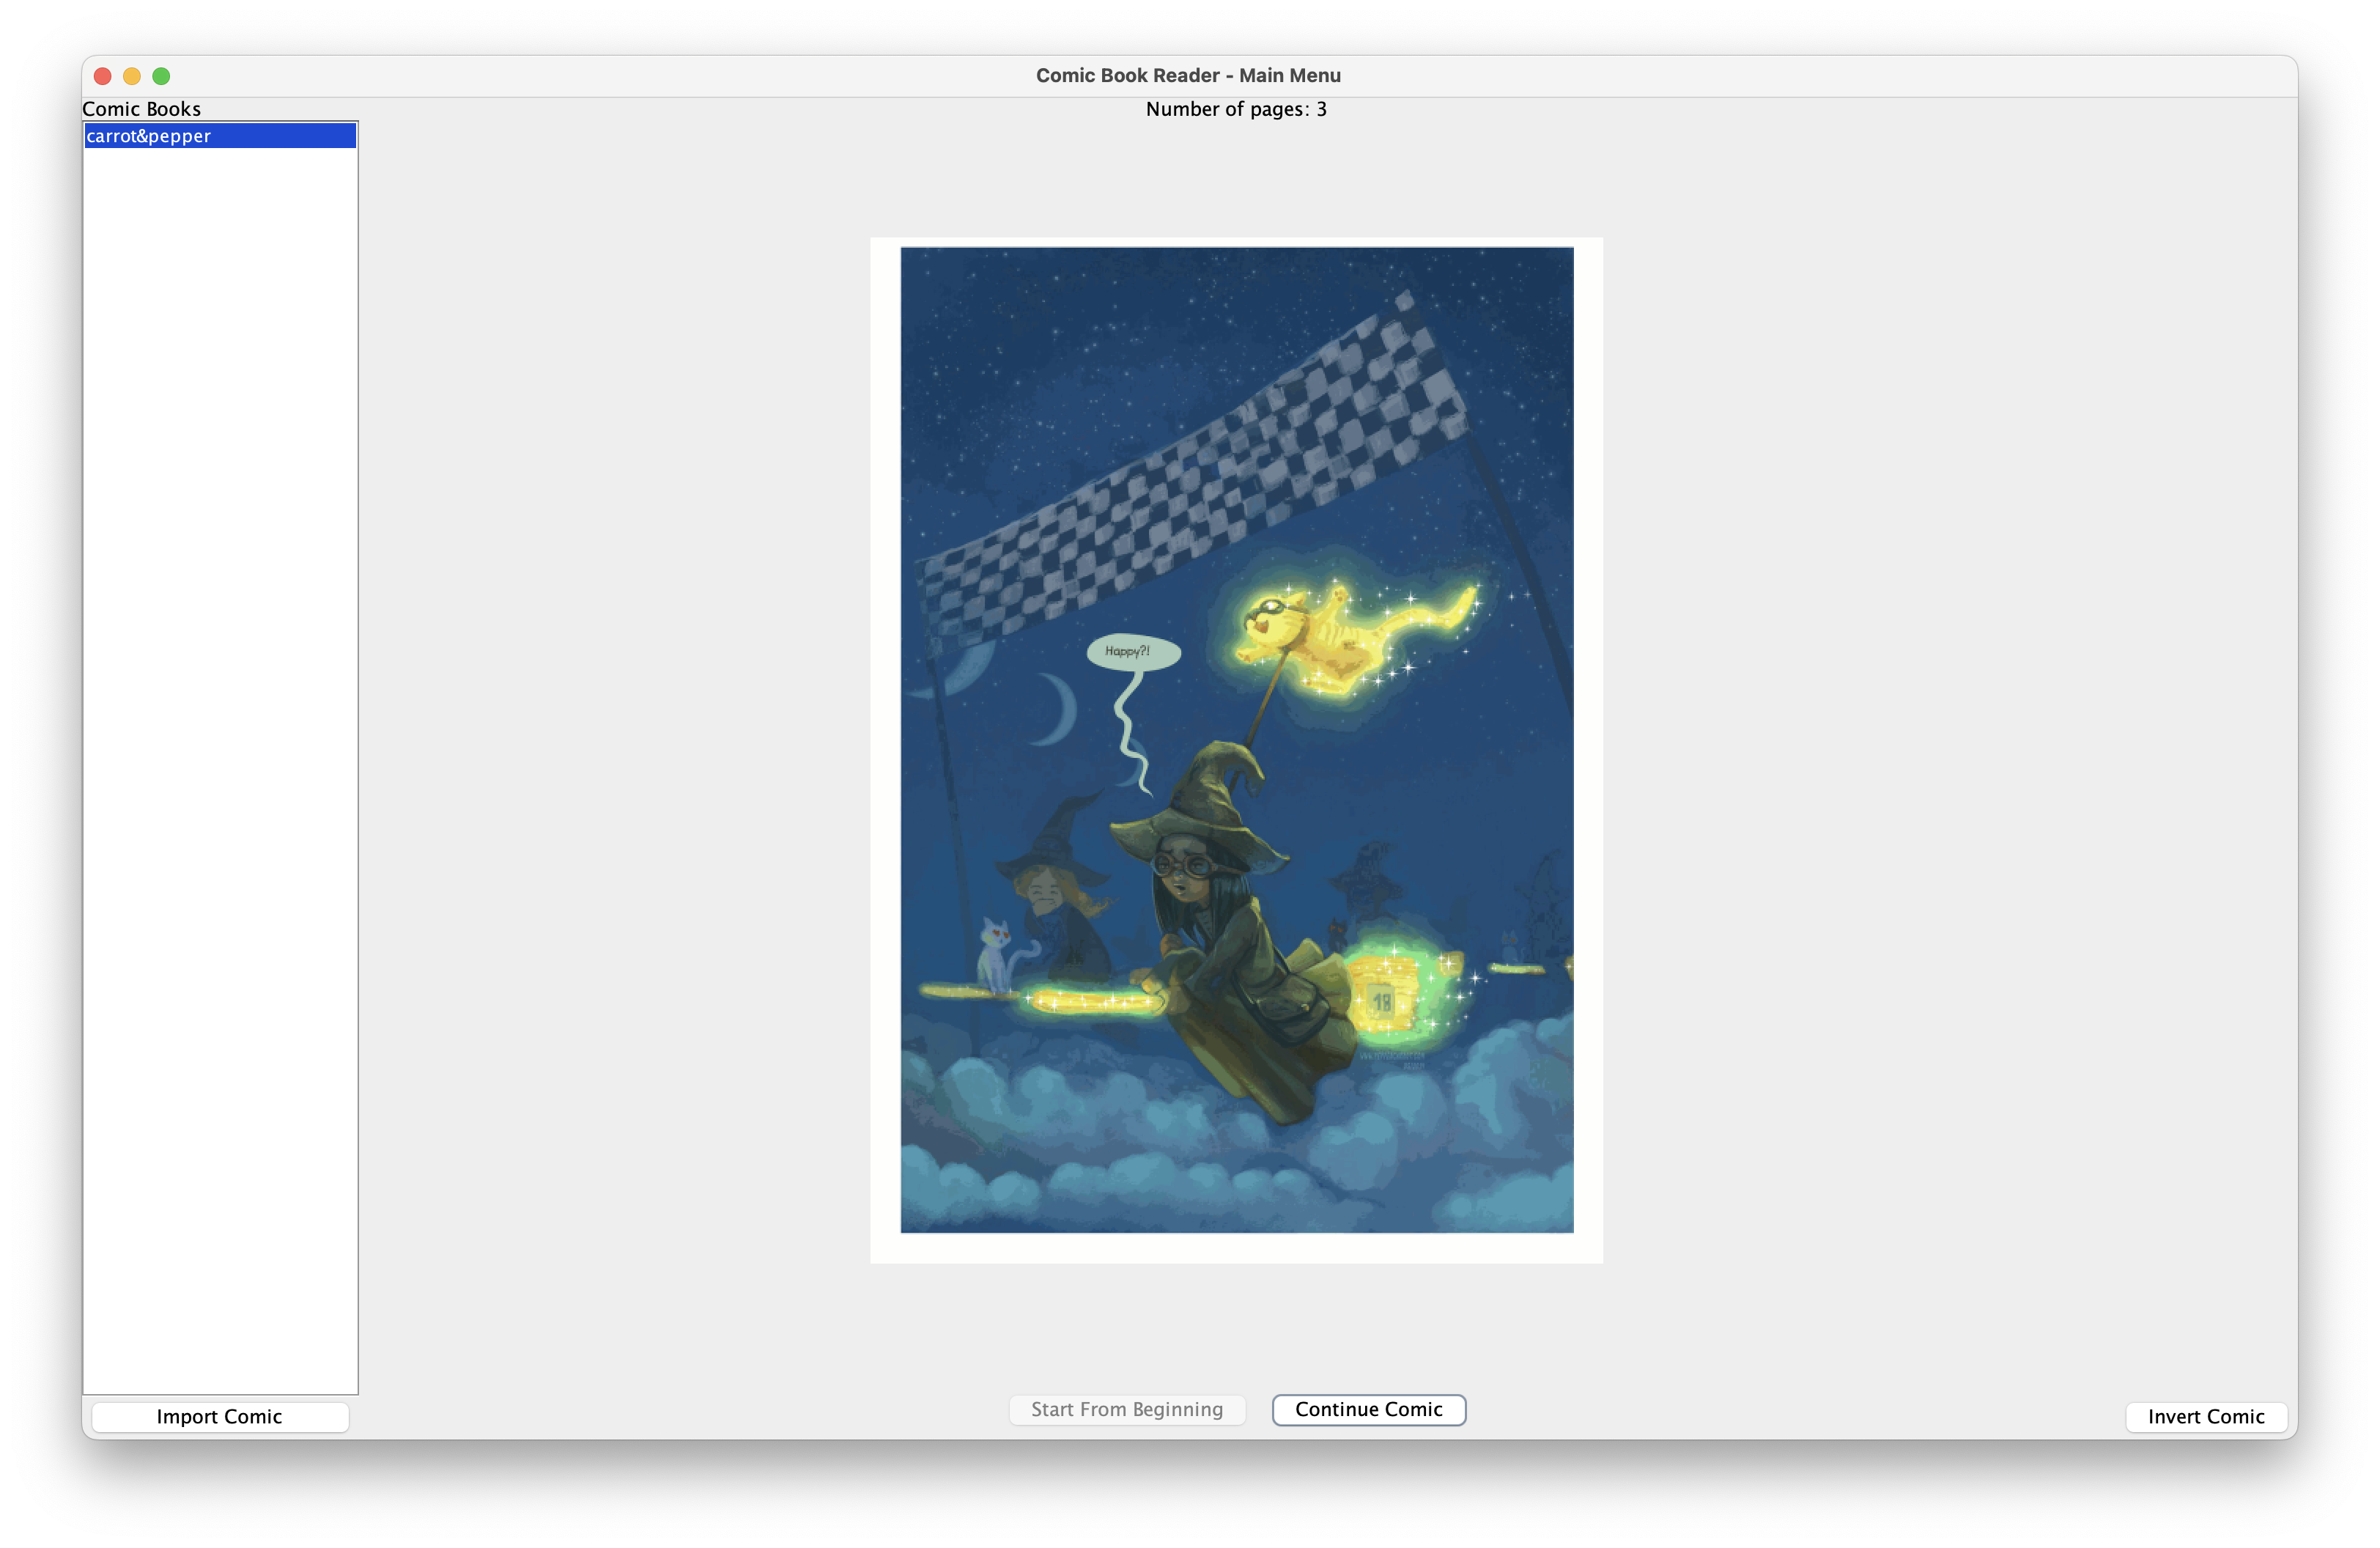 Comic Book Reader - Main Menu
Comic Books
Number of pages: 3
carrot&pepper
Happy?!
18
Import Comic
Start From Beginning
Continue Comic
Invert Comic